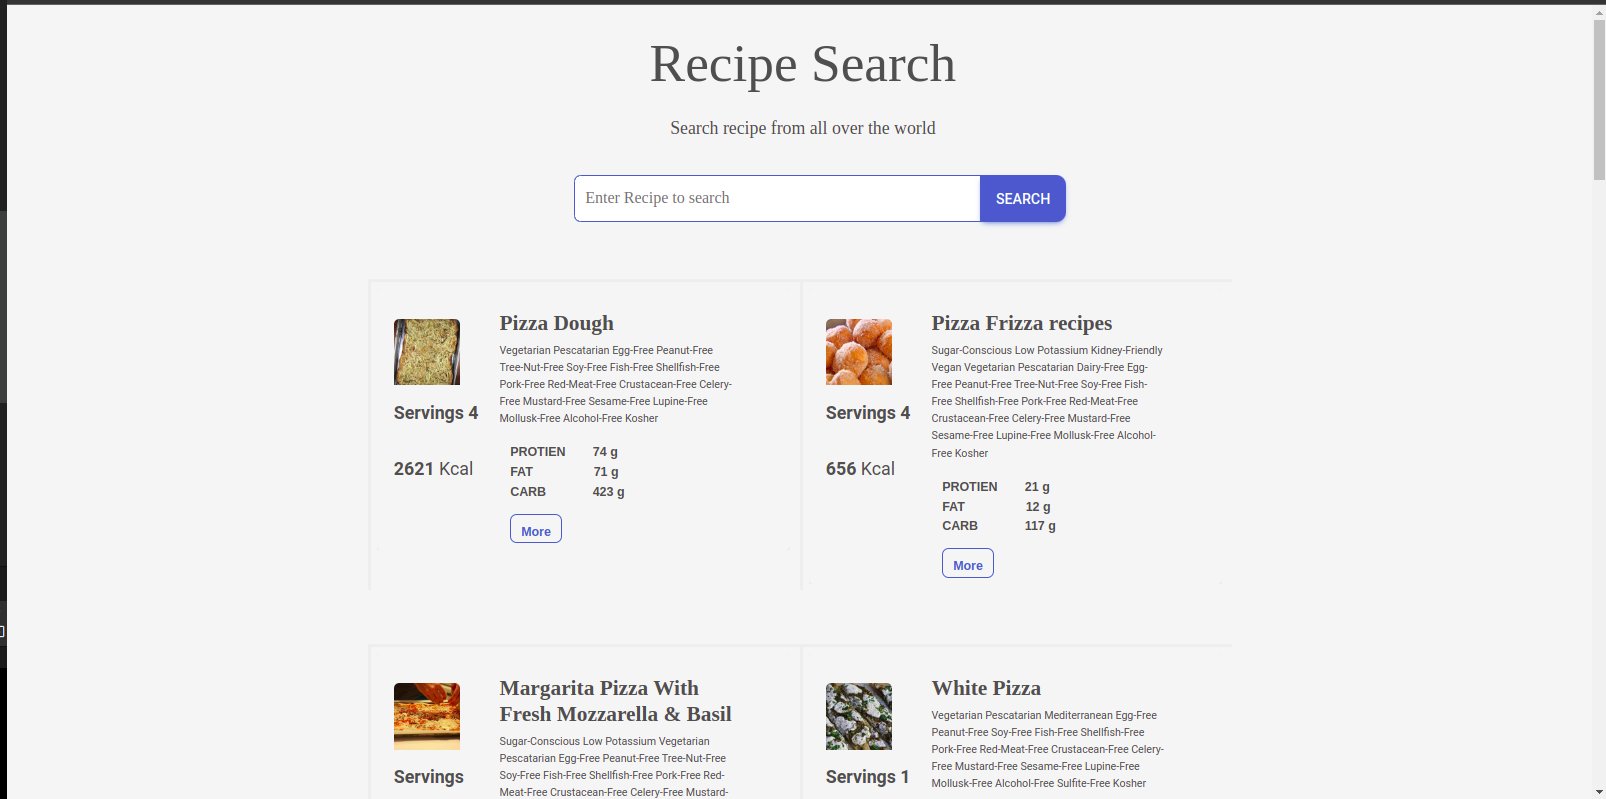 Recipe Search
Search recipe from all over the world
Enter Recipe to search
SEARCH
Pizza Dough
Vegetarian Pescatarian Egg-Free Peanut-Free
Tree-Nut-Free Soy-Free Fish-Free Shellfish-Free
Pork-Free Red-Meat-Free Crustacean-Free Celery-
Free Mustard-Free Sesame-Free Lupine-Free
Mollusk-Free Alcohol-Free Kosher
Servings 4
2621 Kcal
PROTIEN 74 g
FAT 71 g
CARB 423 g
More
Pizza Frizza recipes
Sugar-Conscious Low Potassium Kidney-Friendly
Vegan Vegetarian Pescatarian Dairy-Free Egg-
Free Peanut-Free Tree-Nut-Free Soy-Free Fish-
Free Shellfish-Free Pork-Free Red-Meat-Free
Crustacean-Free Celery-Free Mustard-Free
Sesame-Free Lupine-Free Mollusk-Free Alcohol-
Free Kosher
Servings 4
656 Kcal
PROTIEN 21 g
FAT 12 g
CARB 117 g
More
Margarita Pizza With
Fresh Mozzarella & Basil
Sugar-Conscious Low Potassium Vegetarian
Pescatarian Egg-Free Peanut-Free Tree-Nut-Free
Soy-Free Fish-Free Shellfish-Free Pork-Free Red-
Meat-Free Crustacean-Free Celery-Free Mustard-
Servings
White Pizza
Vegetarian Pescatarian Mediterranean Egg-Free
Peanut-Free Soy-Free Fish-Free Shellfish-Free
Pork-Free Red-Meat-Free Crustacean-Free Celery-
Free Mustard-Free Sesame-Free Lupine-Free
Mollusk-Free Alcohol-Free Sulfite-Free Kosher
Servings 1